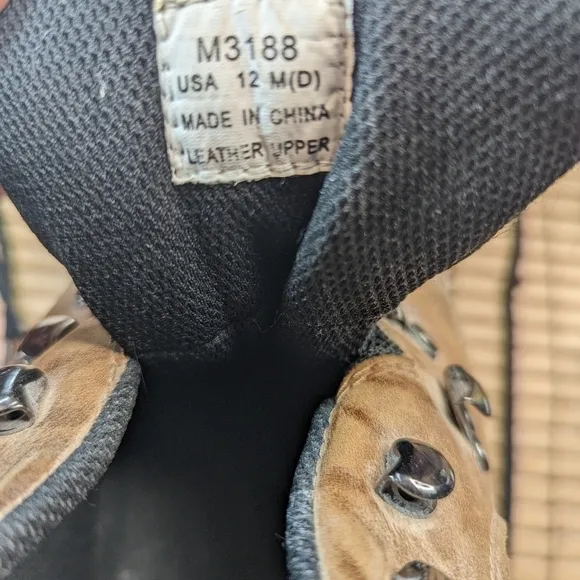 M3188
USA 12 M(D)
MADE IN CHINA
LEATHER UPPER